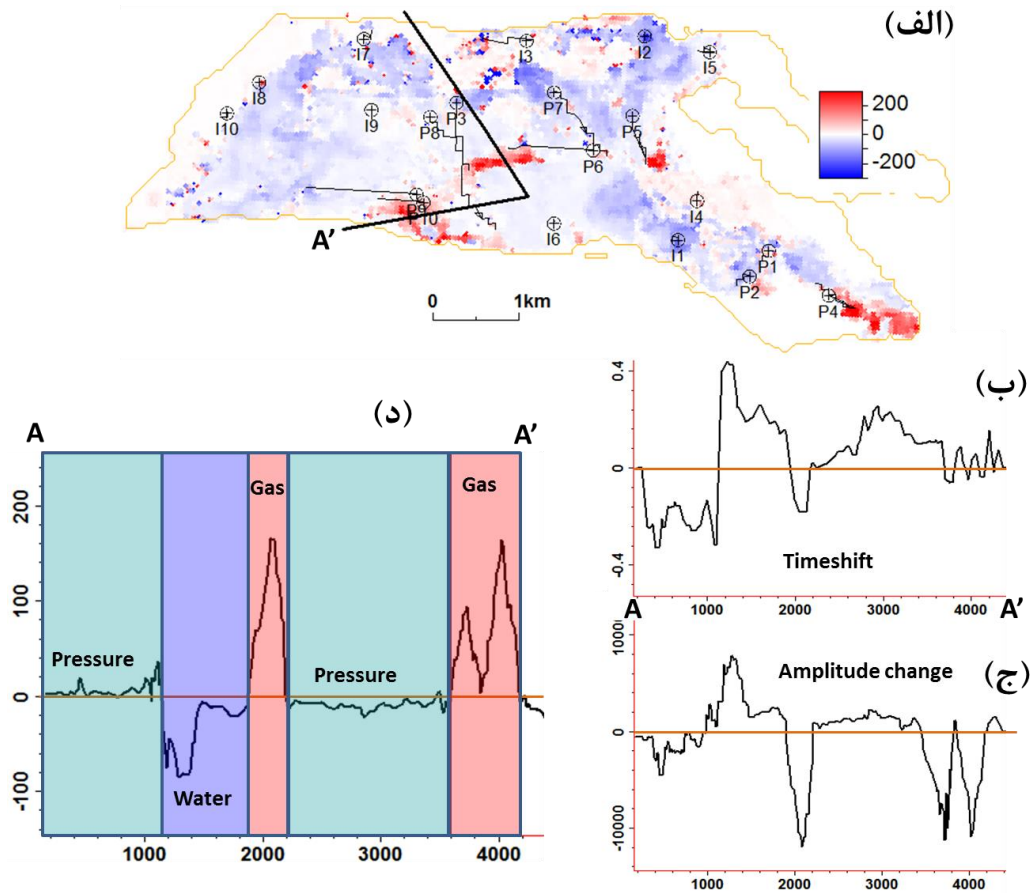 (الف)
I7
I3
I2
I5
I8
I10
I9
P8
P3
P7
P5
P6
P9
P10
A'
I6
I4
I1
P1
P2
P4
200
0
-200
0 1km
(ب)
0.4
0
-0.4
Timeshift
1000 2000 3000 4000
A A'
(ج)
Amplitude change
10000
0
-10000
1000 2000 3000 4000
(د)
A A'
200
100
0
-100
Pressure
Water
Gas
Pressure
Gas
1000 2000 3000 4000